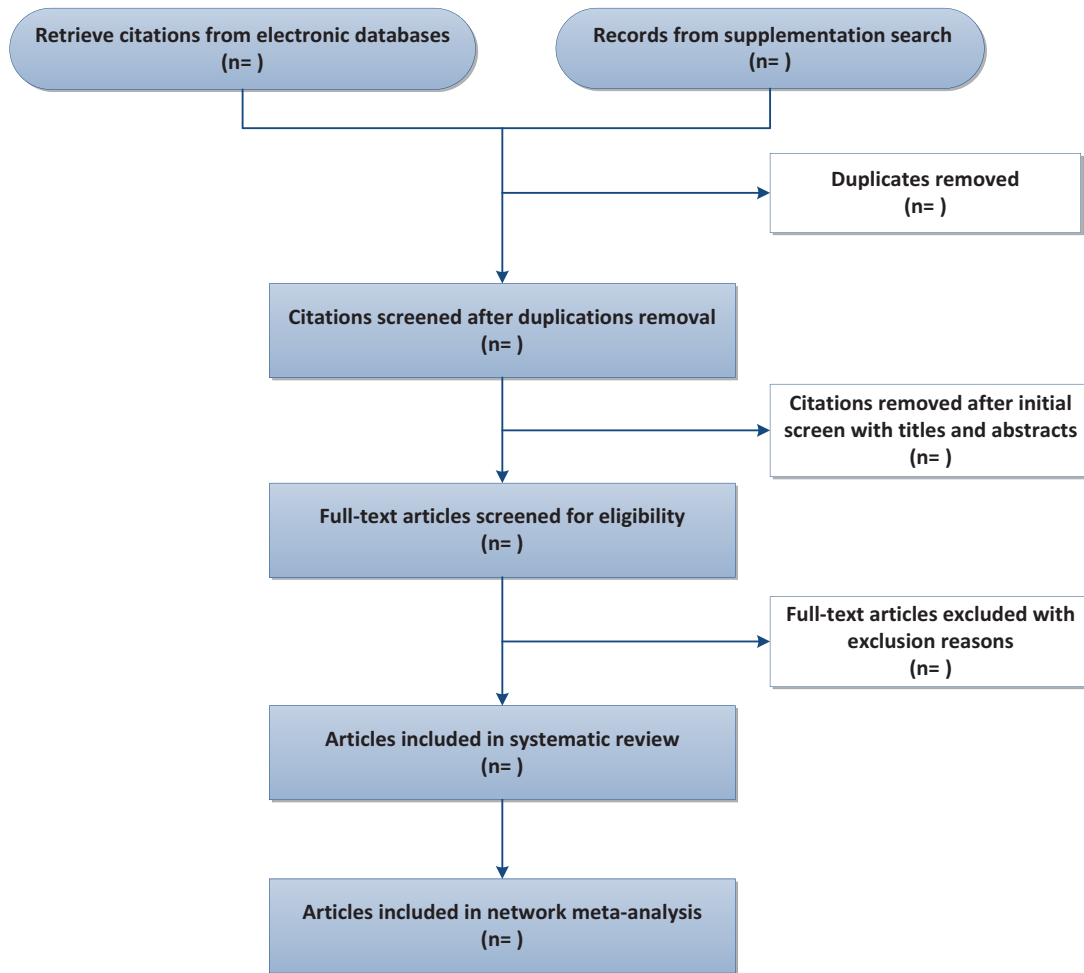 Retrieve citations from electronic databases
(n= )
Records from supplementation search
(n= )
Duplicates removed
(n= )
Citations screened after duplications removal
(n= )
Citations removed after initial
screen with titles and abstracts
(n= )
Full-text articles screened for eligibility
(n= )
Full-text articles excluded with
exclusion reasons
(n= )
Articles included in systematic review
(n= )
Articles included in network meta-analysis
(n= )